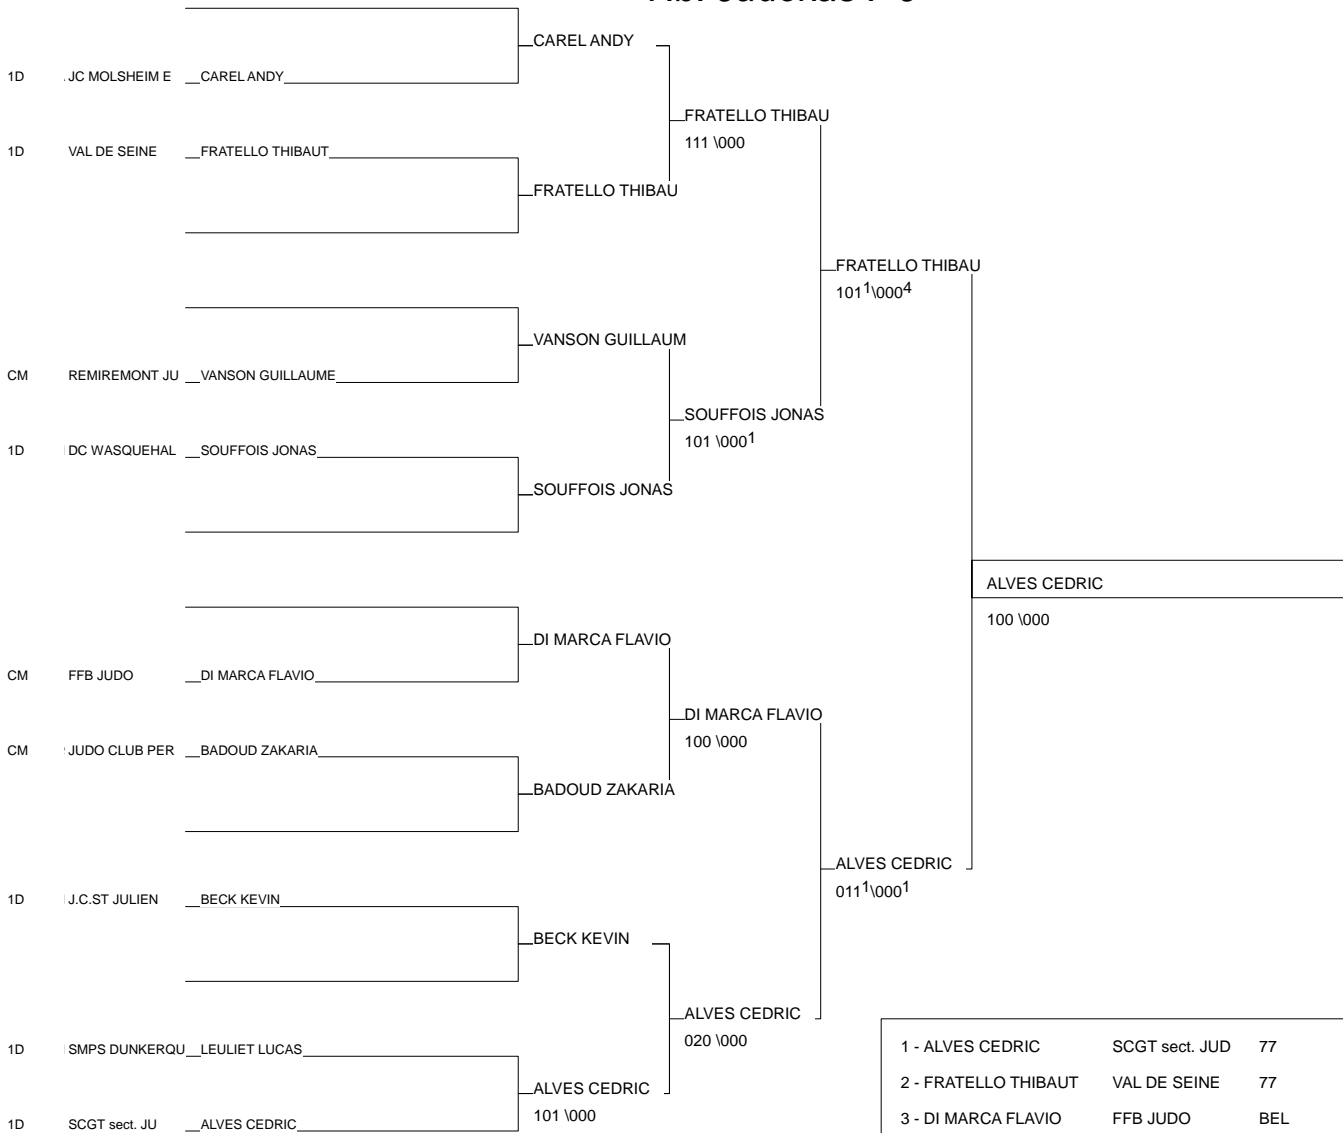 CAREL ANDY
1D JC MOLSHEIM E CAREL ANDY
FRATELLO THIBAU
111 \000
1D VAL DE SEINE FRATELLO THIBAUT
FRATELLO THIBAU
FRATELLO THIBAU
101¹\000⁴
VANSON GUILLAUM
CM REMIREMONT JU VANSON GUILLAUME
SOUFFOIS JONAS
101 \000¹
1D DC WASQUEHAL SOUFFOIS JONAS
SOUFFOIS JONAS
ALVES CEDRIC
100 \000
DI MARCA FLAVIO
CM FFB JUDO DI MARCA FLAVIO
DI MARCA FLAVIO
100 \000
CM JUDO CLUB PER BADOUD ZAKARIA
BADOUD ZAKARIA
ALVES CEDRIC
011¹\000¹
1D J.C.ST JULIEN BECK KEVIN
BECK KEVIN
ALVES CEDRIC
020 \000
1D SMPS DUNKERQU LEULIET LUCAS
ALVES CEDRIC
101 \000
1D SCGT sect. JU ALVES CEDRIC
1 - ALVES CEDRIC SCGT sect. JUD 77
2 - FRATELLO THIBAUT VAL DE SEINE 77
3 - DI MARCA FLAVIO FFB JUDO BEL